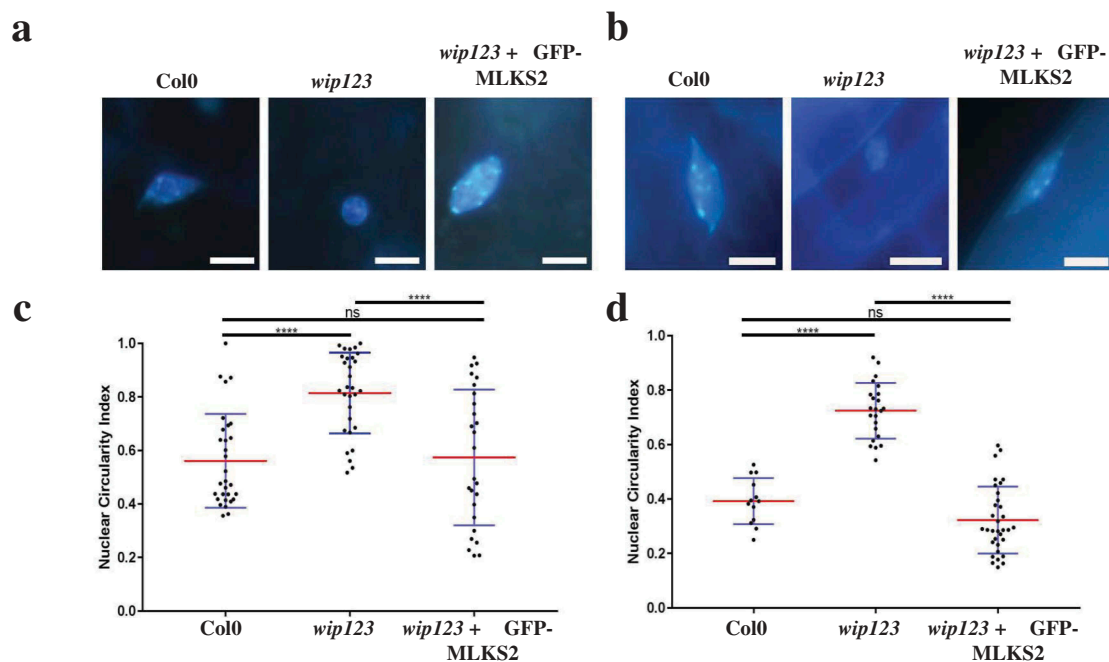 a
Col0
wip123
wip123 + GFP-
MLKS2
b
Col0
wip123
wip123 + GFP-
MLKS2
c
****
ns
****
Nuclear Circularity Index
1.0
0.8
0.6
0.4
0.2
0.0
Col0
wip123
wip123 + GFP-
MLKS2
d
****
ns
****
Nuclear Circularity Index
1.0
0.8
0.6
0.4
0.2
0.0
Col0
wip123
wip123 + GFP-
MLKS2